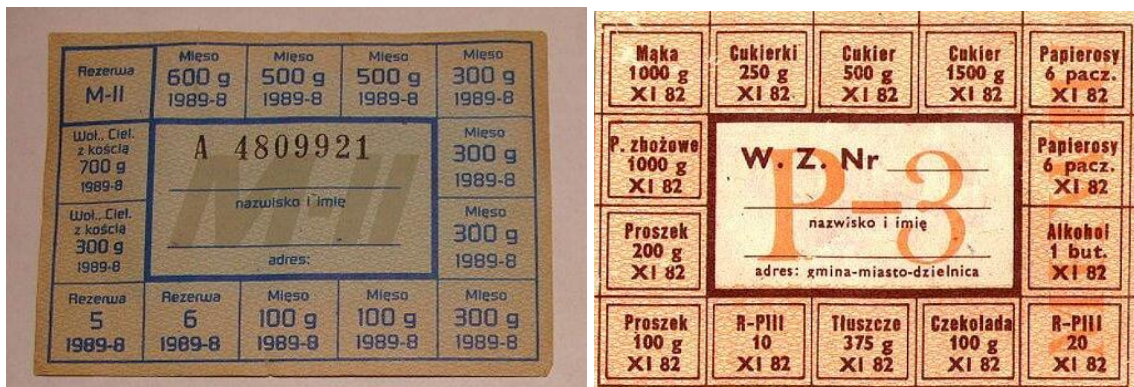 Rezerwa
M-II
Mięso
600 g
1989-8
Mięso
500 g
1989-8
Mięso
500 g
1989-8
Mięso
300 g
1989-8
Woł., Ciel.
z kością
700 g
1989-8
A 4809921
nazwisko i imię
adres:
M-II
Mięso
300 g
1989-8
Woł., Ciel.
z kością
300 g
1989-8
Mięso
300 g
1989-8
Rezerwa
5
1989-8
Rezerwa
6
1989-8
Mięso
100 g
1989-8
Mięso
100 g
1989-8
Mięso
300 g
1989-8
Mąka
1000 g
XI 82
Cukierki
250 g
XI 82
Cukier
500 g
XI 82
Cukier
1500 g
XI 82
Papierosy
6 pacz.
XI 82
P. zbożowe
1000 g
XI 82
W. Z. Nr
P-3
nazwisko i imię
adres: gmina-miasto-dzielnica
Papierosy
6 pacz.
XI 82
Proszek
200 g
XI 82
Alkohol
1 but.
XI 82
Proszek
100 g
XI 82
R-PIII
10
XI 82
Tłuszcze
375 g
XI 82
Czekolada
100 g
XI 82
R-PIII
20
XI 82